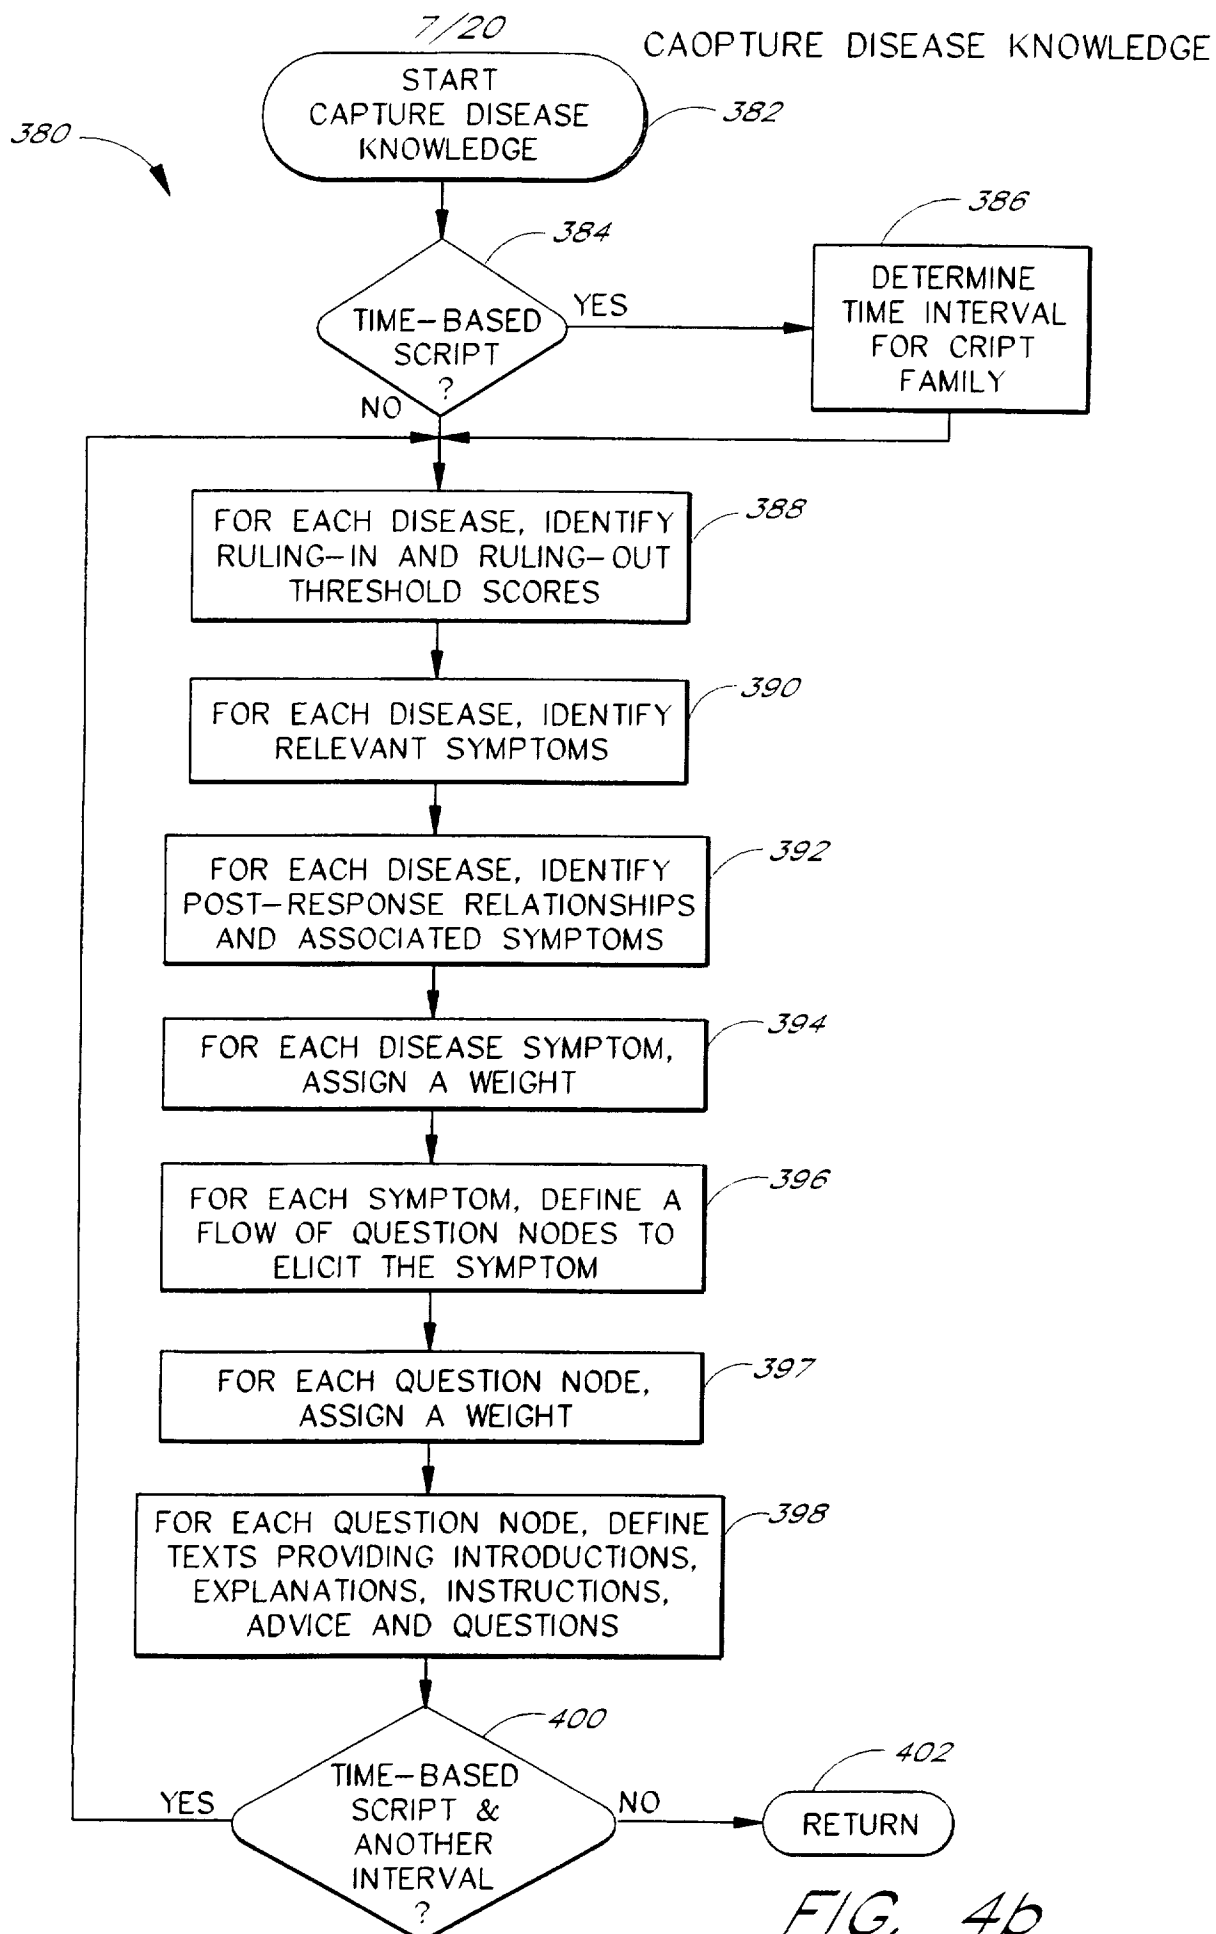 7/20
CAOPTURE DISEASE KNOWLEDGE
START
CAPTURE DISEASE
KNOWLEDGE
382
380
384
TIME-BASED
SCRIPT
?
YES
NO
386
DETERMINE
TIME INTERVAL
FOR CRIPT
FAMILY
FOR EACH DISEASE, IDENTIFY
RULING-IN AND RULING-OUT
THRESHOLD SCORES
388
FOR EACH DISEASE, IDENTIFY
RELEVANT SYMPTOMS
390
FOR EACH DISEASE, IDENTIFY
POST-RESPONSE RELATIONSHIPS
AND ASSOCIATED SYMPTOMS
392
FOR EACH DISEASE SYMPTOM,
ASSIGN A WEIGHT
394
FOR EACH SYMPTOM, DEFINE A
FLOW OF QUESTION NODES TO
ELICIT THE SYMPTOM
396
FOR EACH QUESTION NODE,
ASSIGN A WEIGHT
397
FOR EACH QUESTION NODE, DEFINE
TEXTS PROVIDING INTRODUCTIONS,
EXPLANATIONS, INSTRUCTIONS,
ADVICE AND QUESTIONS
398
400
TIME-BASED
SCRIPT &
ANOTHER
INTERVAL
?
YES
NO
402
RETURN
FIG. 4b